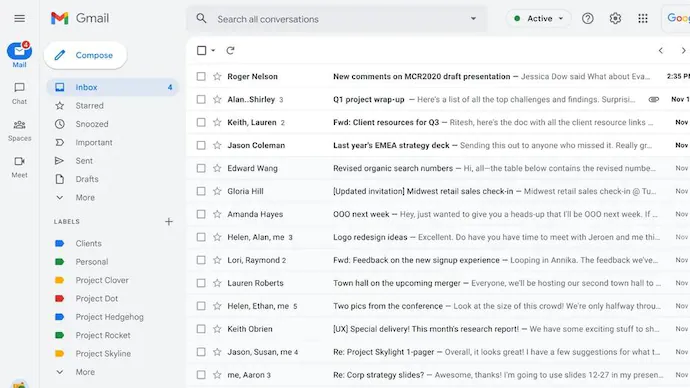 Gmail
Search all conversations
Active
Goog
4
Mail
Chat
Spaces
Meet
Compose
Inbox 4
Starred
Snoozed
Important
Sent
Drafts
More
LABELS
Clients
Personal
Project Clover
Project Dot
Project Hedgehog
Project Rocket
Project Skyline
More
Roger Nelson New comments on MCR2020 draft presentation — Jessica Dow said What about Eva... 2:35 PM
Alan..Shirley 3 Q1 project wrap-up — Here's a list of all the top challenges and findings. Surprisi... Nov 1
Keith, Lauren 2 Fwd: Client resources for Q3 — Ritesh, here's the doc with all the client resource links ... Nov
Jason Coleman Last year's EMEA strategy deck — Sending this out to anyone who missed it. Really gr... Nov
Edward Wang Revised organic search numbers — Hi, all—the table below contains the revised numbe... Nov
Gloria Hill [Updated invitation] Midwest retail sales check-in — Midwest retail sales check-in @ Tu... Nov
Amanda Hayes OOO next week — Hey, just wanted to give you a heads-up that I'll be OOO next week. If ... Nov
Helen, Alan, me 3 Logo redesign ideas — Excellent. Do have you have time to meet with Jeroen and me thi... Nov
Lori, Raymond 2 Fwd: Feedback on the new signup experience — Looping in Annika. The feedback we've... Nov
Lauren Roberts Town hall on the upcoming merger — Everyone, we'll be hosting our second town hall to ... Nov
Helen, Ethan, me 5 Two pics from the conference — Look at the size of this crowd! We're only halfway throu... Nov
Keith Obrien [UX] Special delivery! This month's research report! — We have some exciting stuff to sh... Nov
Jason, Susan, me 4 Re: Project Skylight 1-pager — Overall, it looks great! I have a few suggestions for what t... Nov
me, Aaron 3 Re: Corp strategy slides? — Awesome, thanks! I'm going to use slides 12-27 in my presen... Nov